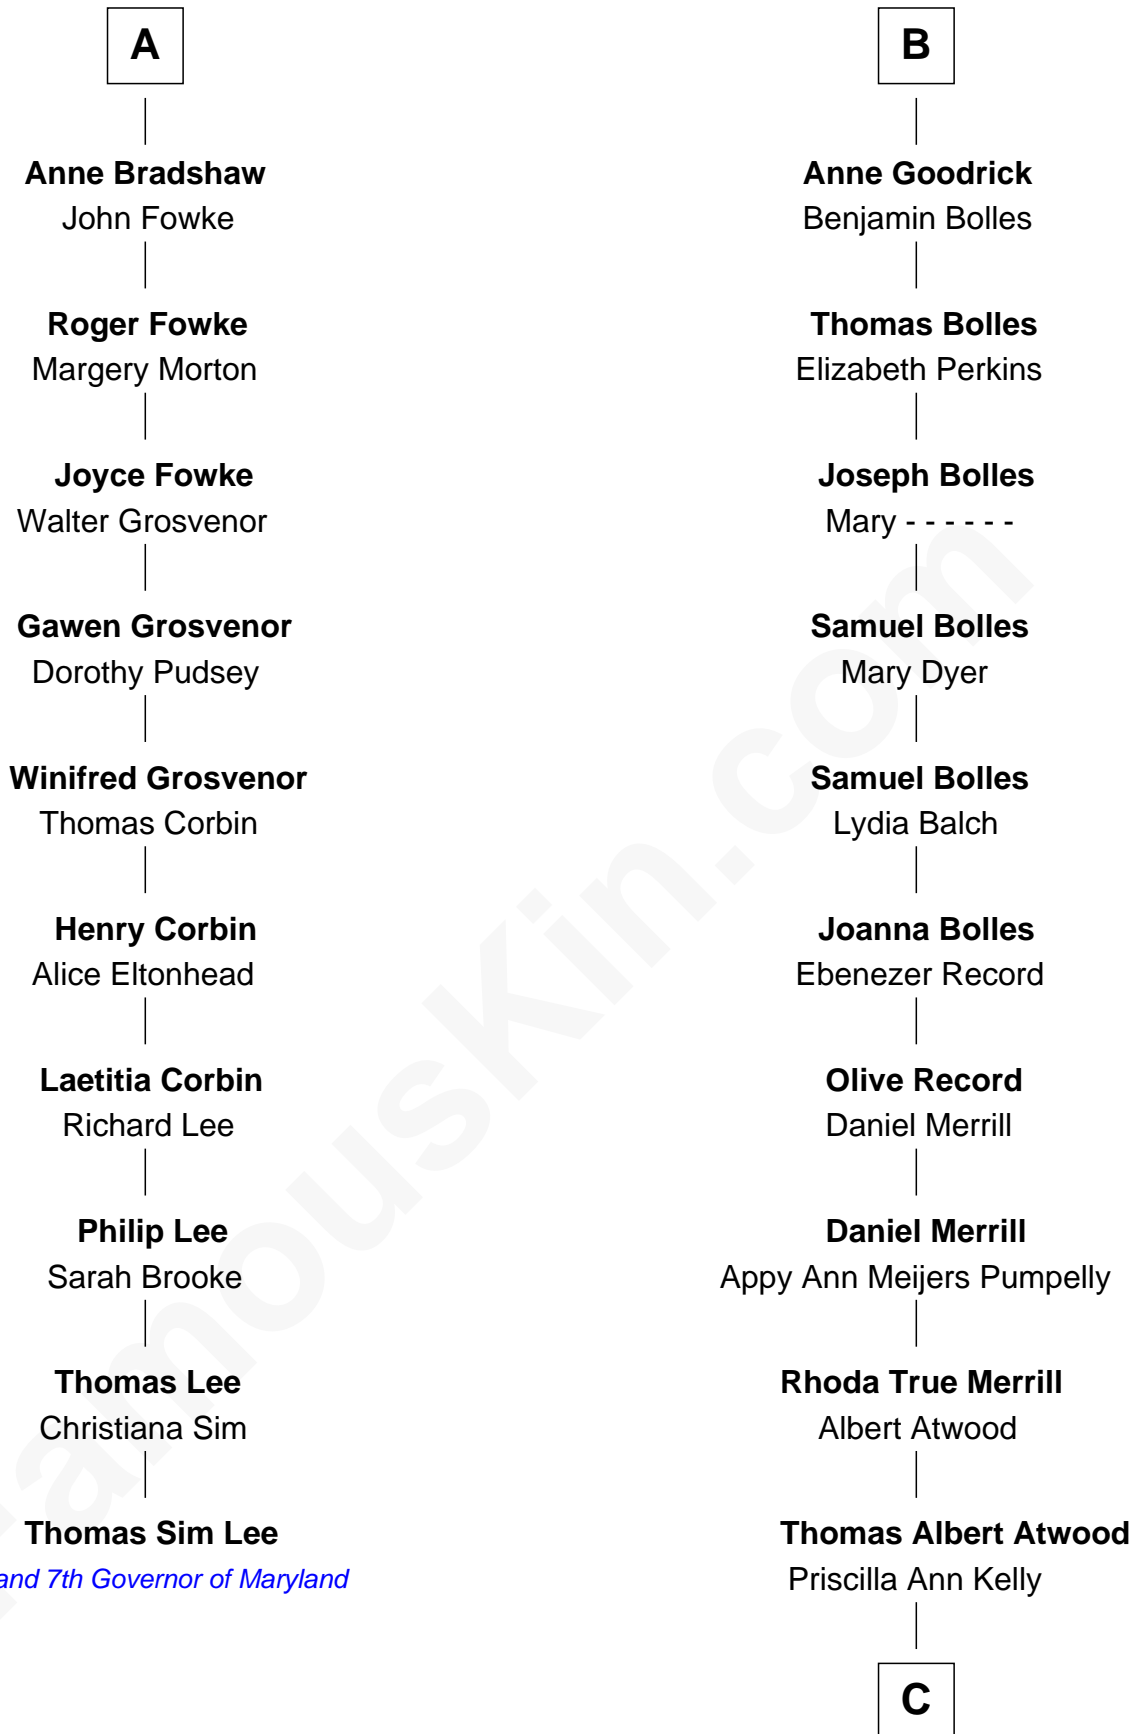 A
Anne Bradshaw
John Fowke
Roger Fowke
Margery Morton
Joyce Fowke
Walter Grosvenor
Gawen Grosvenor
Dorothy Pudsey
Winifred Grosvenor
Thomas Corbin
Henry Corbin
Alice Eltonhead
Laetitia Corbin
Richard Lee
Philip Lee
Sarah Brooke
Thomas Lee
Christiana Sim
Thomas Sim Lee
and 7th Governor of Maryland
B
Anne Goodrick
Benjamin Bolles
Thomas Bolles
Elizabeth Perkins
Joseph Bolles
Mary - - - - - -
Samuel Bolles
Mary Dyer
Samuel Bolles
Lydia Balch
Joanna Bolles
Ebenezer Record
Olive Record
Daniel Merrill
Daniel Merrill
Appy Ann Meijers Pumpelly
Rhoda True Merrill
Albert Atwood
Thomas Albert Atwood
Priscilla Ann Kelly
C
FamousKin.com